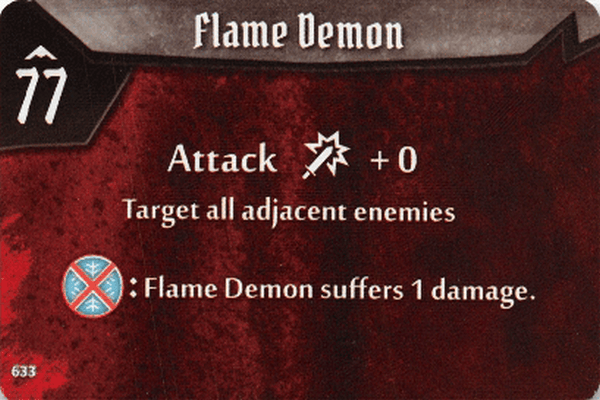 Flame Demon
77
Attack + 0
Target all adjacent enemies
: Flame Demon suffers 1 damage.
633